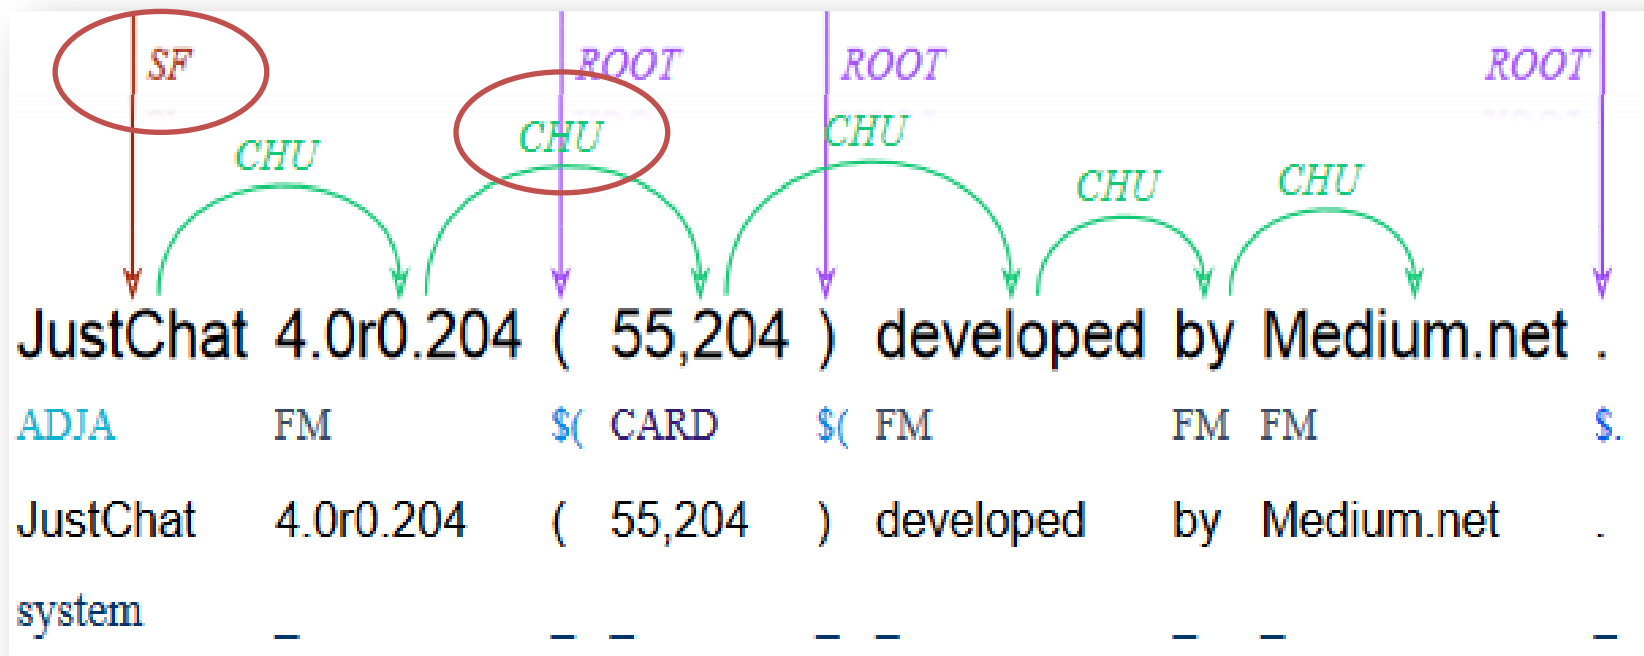 SF ROOT ROOT ROOT
CHU CHU CHU CHU CHU
JustChat 4.0r0.204 ( 55,204 ) developed by Medium.net .
ADJA FM $( CARD $( FM FM FM $.
JustChat 4.0r0.204 ( 55,204 ) developed by Medium.net .
system _ _ _ _ _ _ _ _